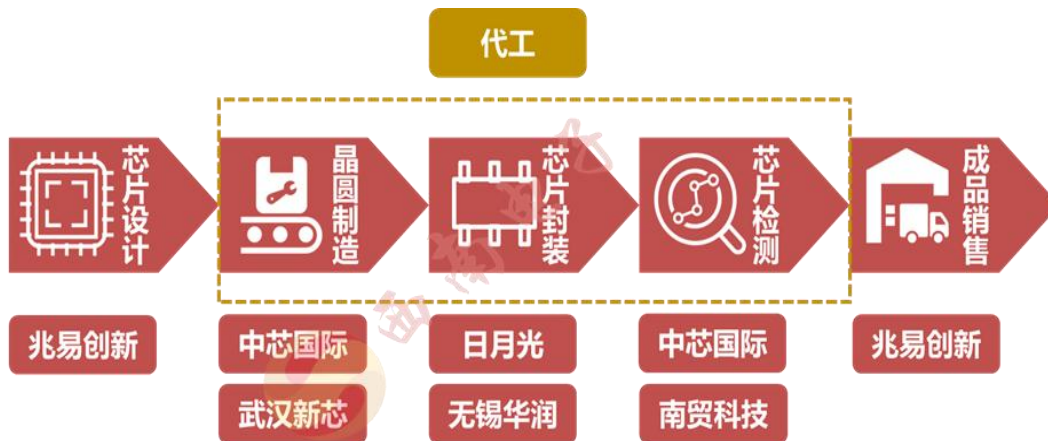 代工
芯片设计
晶圆制造
芯片封装
芯片检测
成品销售
兆易创新
中芯国际
日月光
中芯国际
兆易创新
武汉新芯
无锡华润
南贸科技